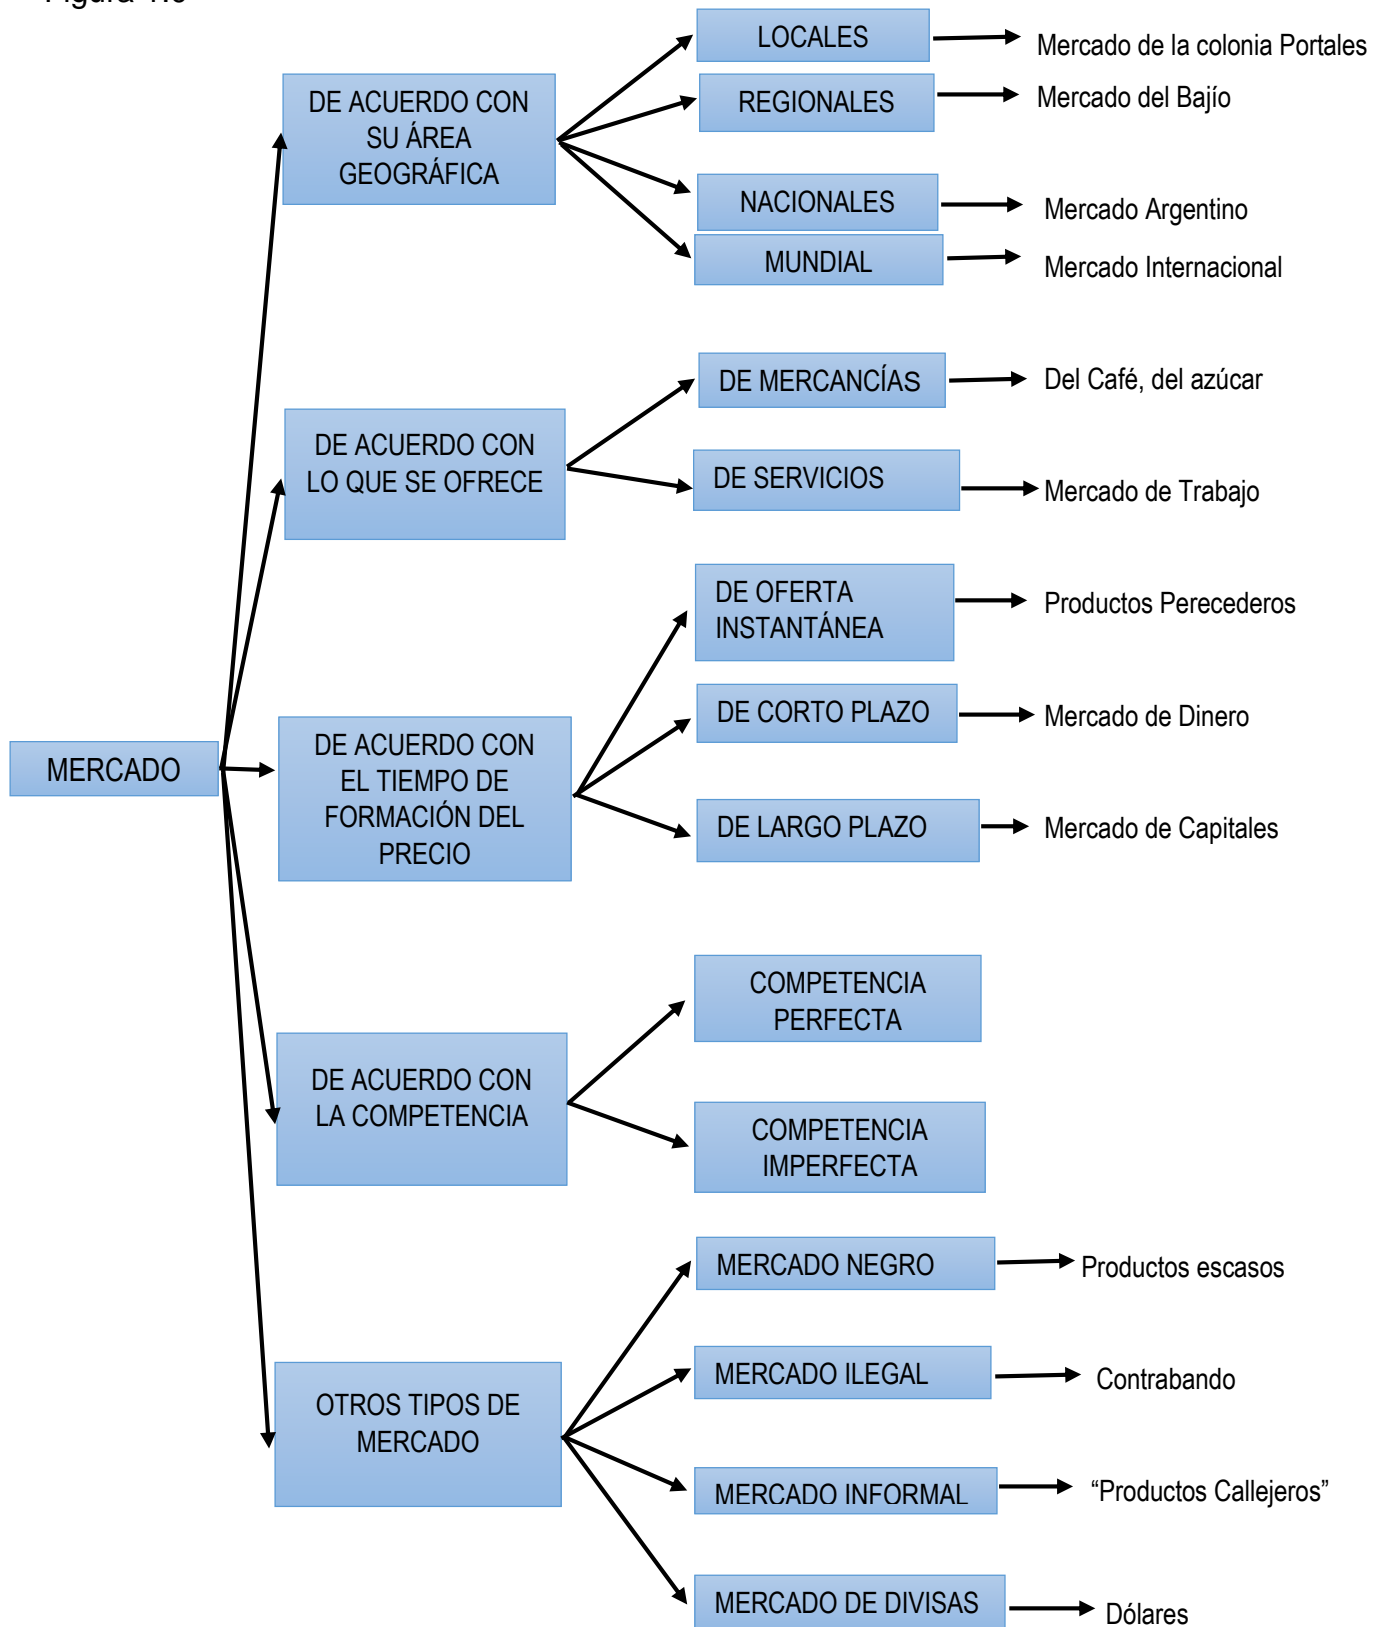 LOCALES
Mercado de la colonia Portales
DE ACUERDO CON
SU ÁREA
GEOGRÁFICA
REGIONALES
Mercado del Bajío
NACIONALES
Mercado Argentino
MUNDIAL
Mercado Internacional
DE ACUERDO CON
LO QUE SE OFRECE
DE MERCANCÍAS
Del Café, del azúcar
DE SERVICIOS
Mercado de Trabajo
MERCADO
DE ACUERDO CON
EL TIEMPO DE
FORMACIÓN DEL
PRECIO
DE OFERTA
INSTANTÁNEA
Productos Perecederos
DE CORTO PLAZO
Mercado de Dinero
DE LARGO PLAZO
Mercado de Capitales
DE ACUERDO CON
LA COMPETENCIA
COMPETENCIA
PERFECTA
COMPETENCIA
IMPERFECTA
OTROS TIPOS DE
MERCADO
MERCADO NEGRO
Productos escasos
MERCADO ILEGAL
Contrabando
MERCADO INFORMAL
“Productos Callejeros”
MERCADO DE DIVISAS
Dólares